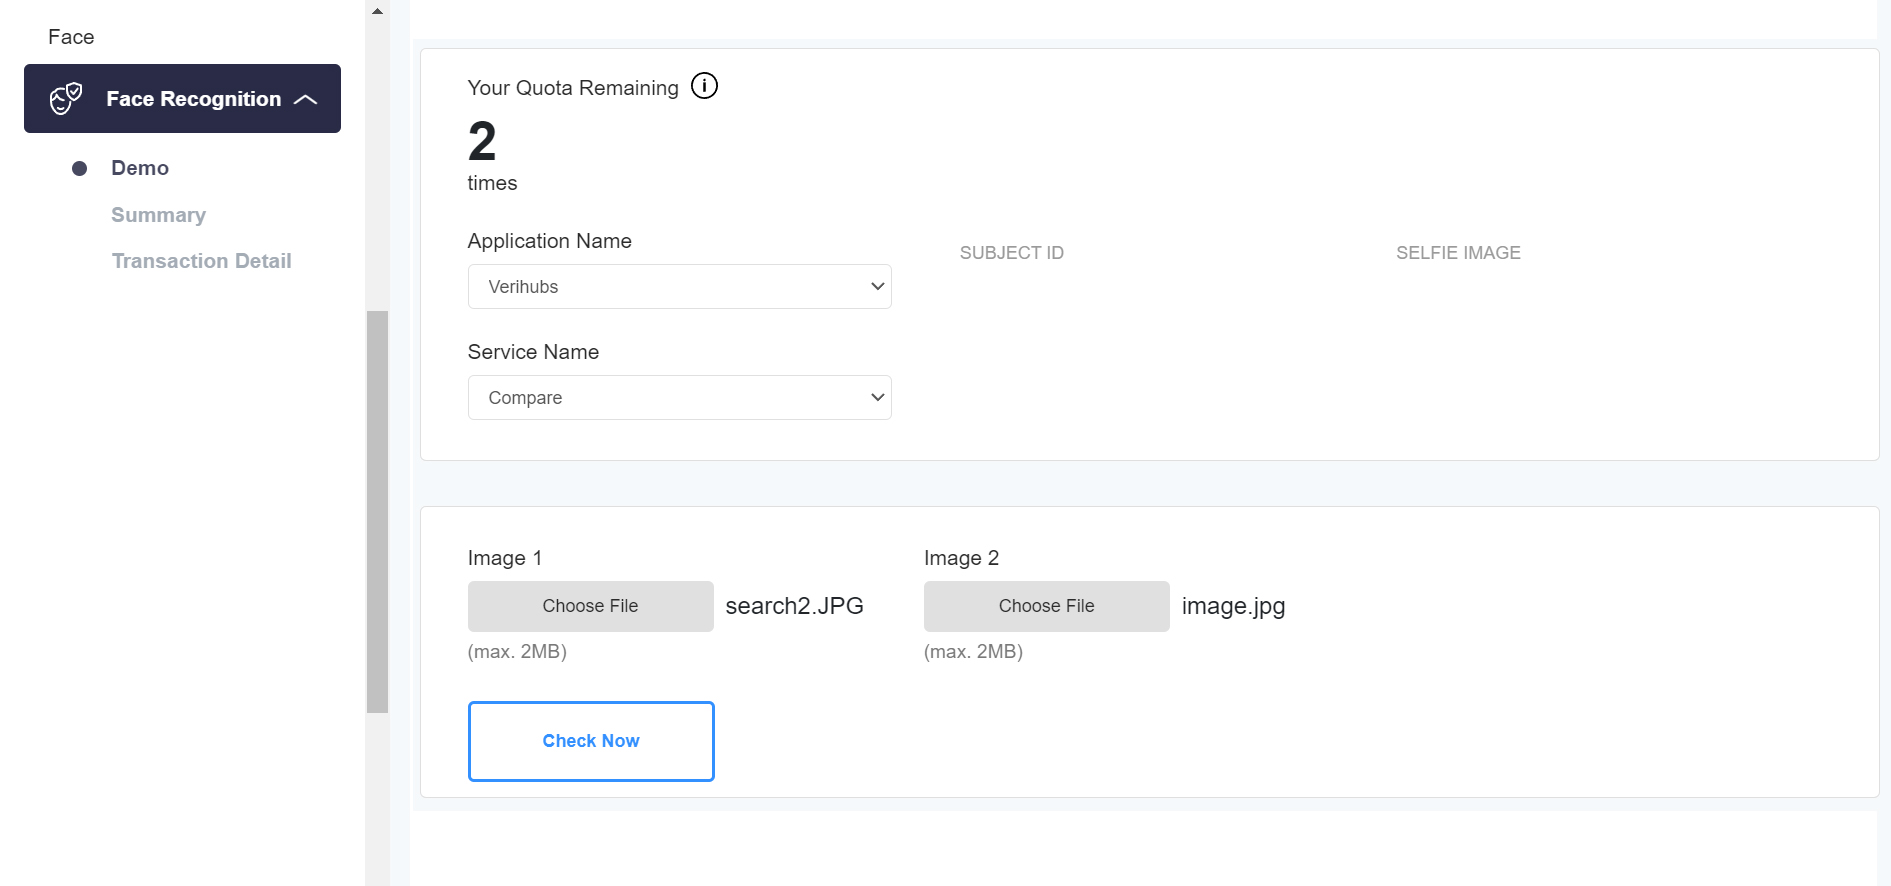 Face
Face Recognition
Demo
Summary
Transaction Detail
Your Quota Remaining
2
times
Application Name
Verihubs
Service Name
Compare
SUBJECT ID
SELFIE IMAGE
Image 1
Choose File search2.JPG
(max. 2MB)
Image 2
Choose File image.jpg
(max. 2MB)
Check Now